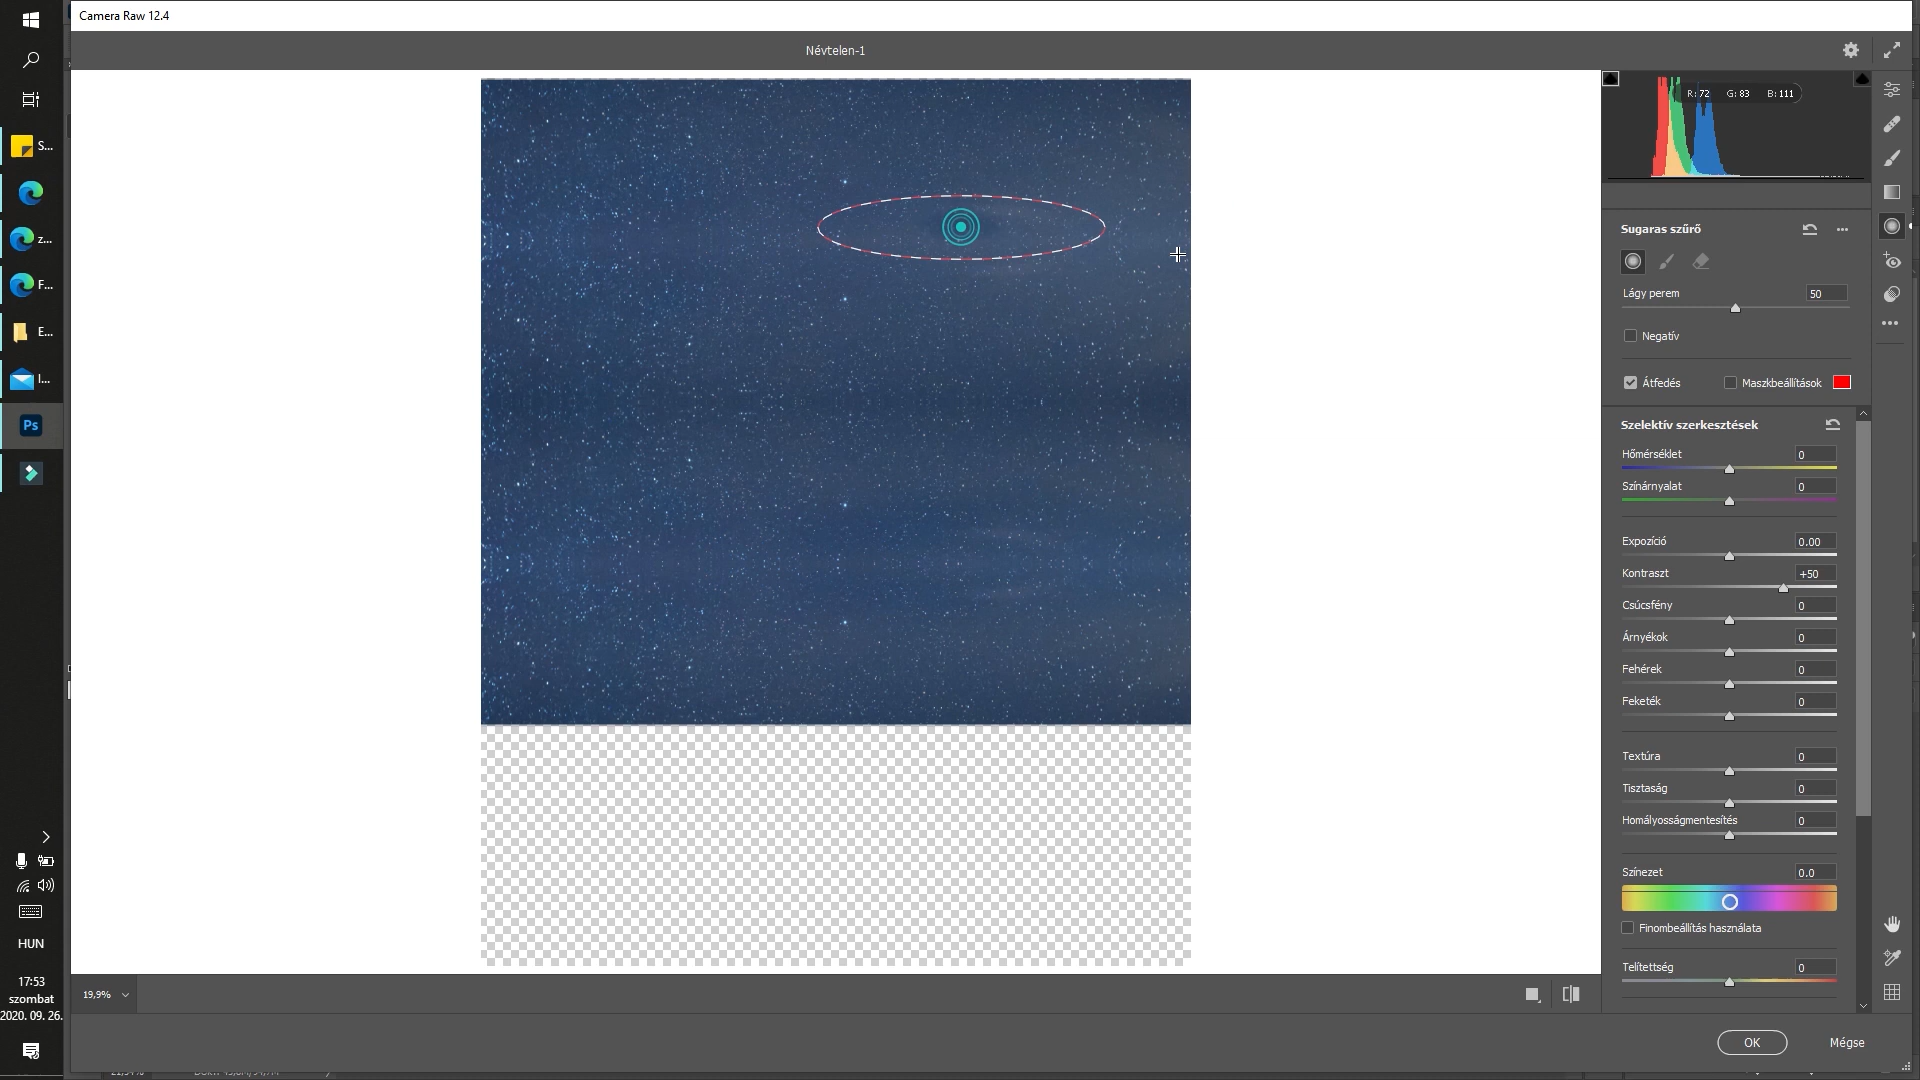 Camera Raw 12.4
Névtelen-1
R: 72 G: 83 B: 111
Sugaras szűrő
Lágy perem 50
Negatív
Átfedés Maszkbeállítások
Szelektív szerkesztések
Hőmérséklet 0
Színárnyalat 0
Expozíció 0.00
Kontraszt +50
Csúcsfény 0
Árnyékok 0
Fehérek 0
Feketék 0
Textúra 0
Tisztaság 0
Homályosságmentesítés 0
Színezet 0.0
Finombeállítás használata
Telítettség 0
OK Mégse
19,9%
S...
z...
F...
E...
I...
Ps
HUN
17:53
szombat
2020. 09. 26.